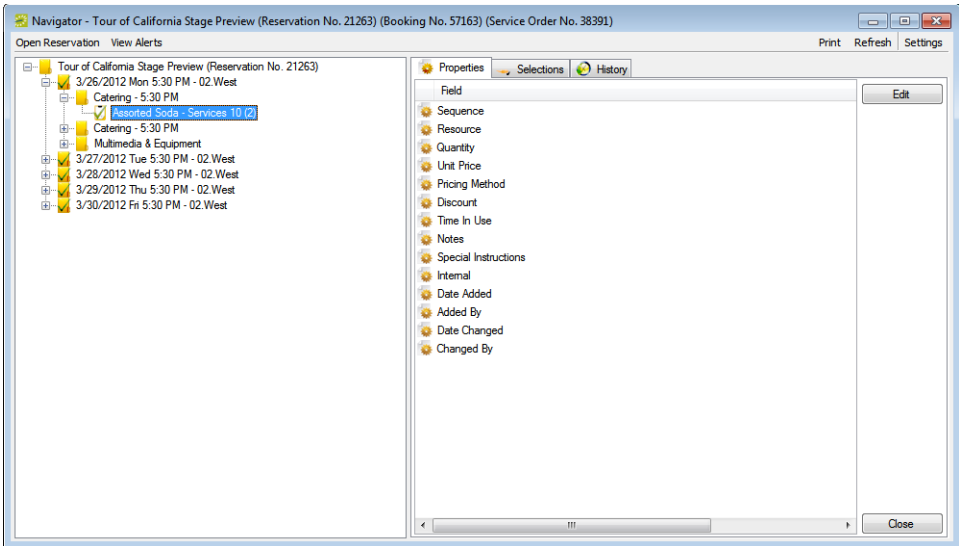 Navigator - Tour of California Stage Preview (Reservation No. 21263) (Booking No. 57163) (Service Order No. 38391)
Open Reservation View Alerts Print Refresh Settings
Tour of California Stage Preview (Reservation No. 21263)
3/26/2012 Mon 5:30 PM - 02.West
Catering - 5:30 PM
Assorted Soda - Services 10 (2)
Catering - 5:30 PM
Multimedia & Equipment
3/27/2012 Tue 5:30 PM - 02.West
3/28/2012 Wed 5:30 PM - 02.West
3/29/2012 Thu 5:30 PM - 02.West
3/30/2012 Fri 5:30 PM - 02.West
Properties Selections History
Field
Edit
Sequence
Resource
Quantity
Unit Price
Pricing Method
Discount
Time In Use
Notes
Special Instructions
Internal
Date Added
Added By
Date Changed
Changed By
Close